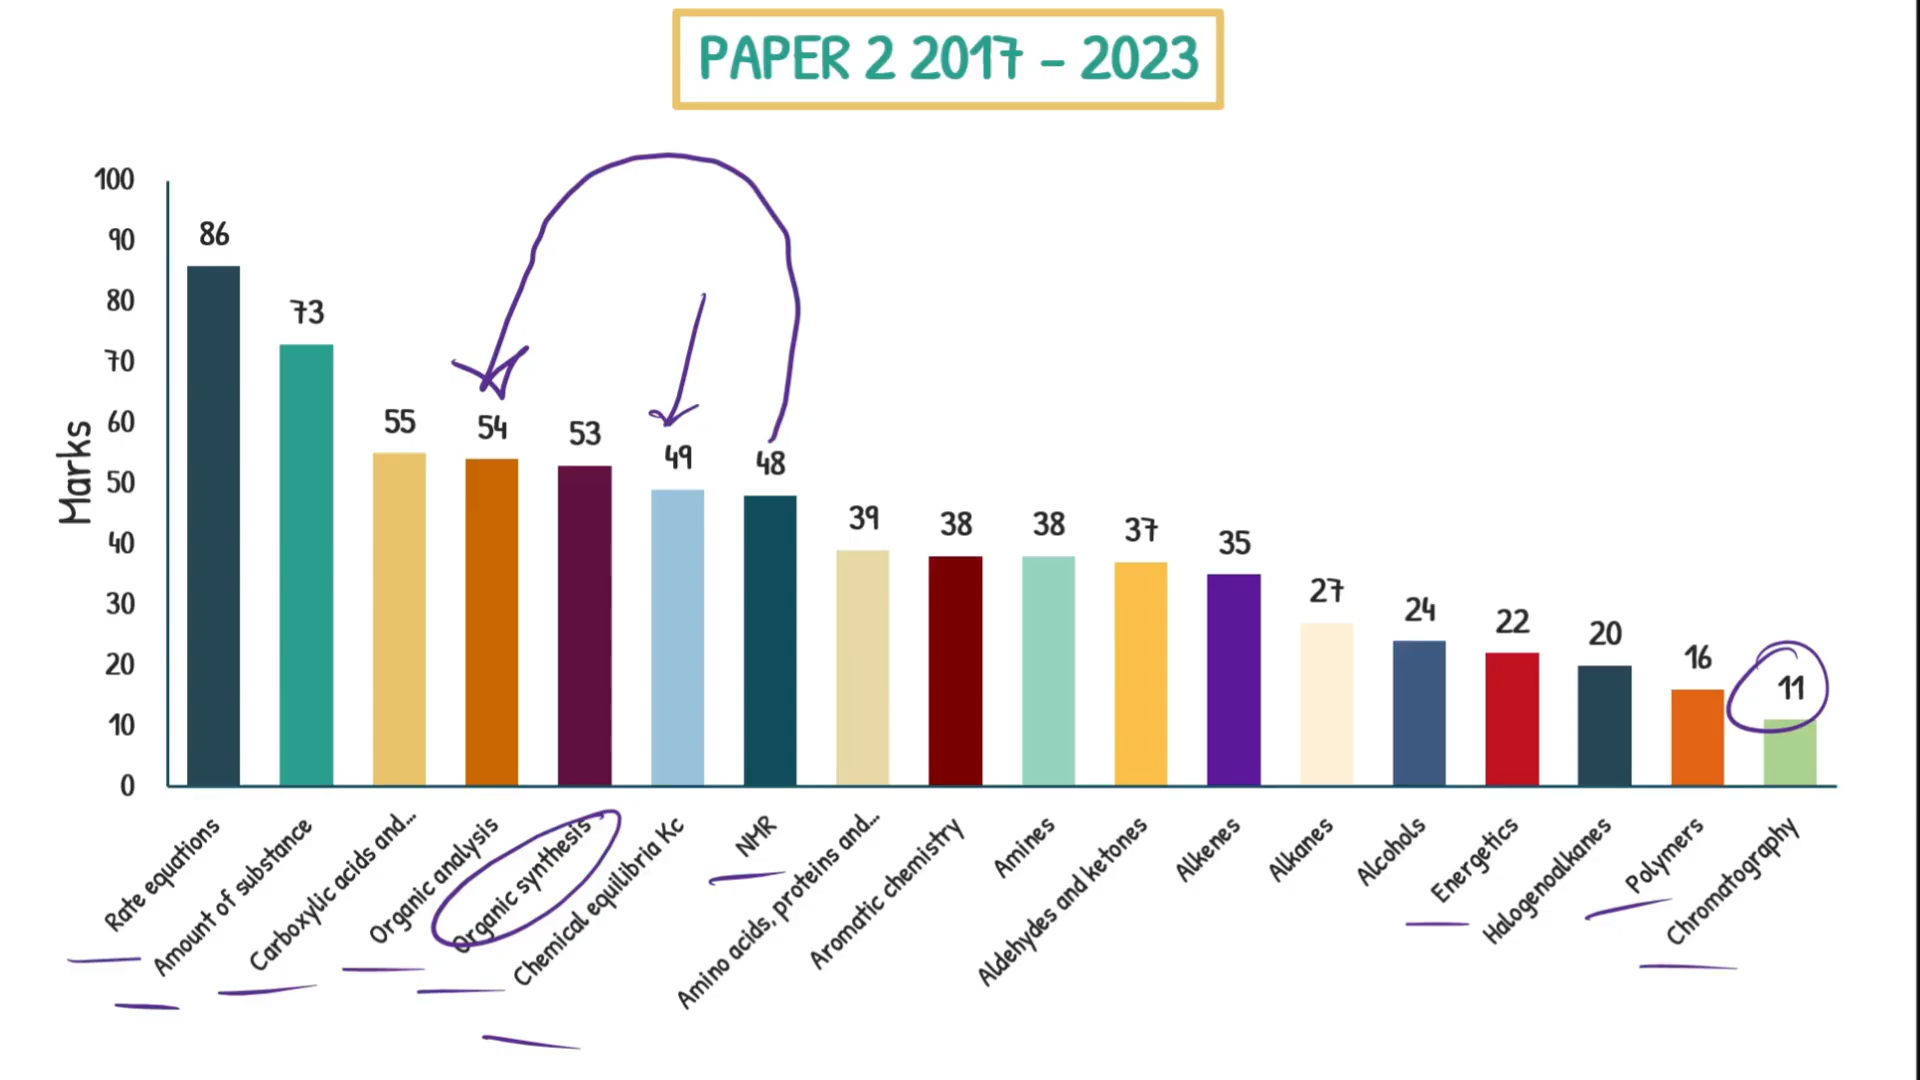 PAPER 2 2017 – 2023
Marks
100
90
80
70
60
50
40
30
20
10
0
86
73
55
54
53
49
48
39
38
38
37
35
27
24
22
20
16
11
Rate equations
Amount of substance
Carboxylic acids and...
Organic analysis
Organic synthesis
Chemical equilibria Kc
NMR
Amino acids, proteins and...
Aromatic chemistry
Amines
Aldehydes and ketones
Alkenes
Alkanes
Alcohols
Energetics
Halogenoalkanes
Polymers
Chromatography